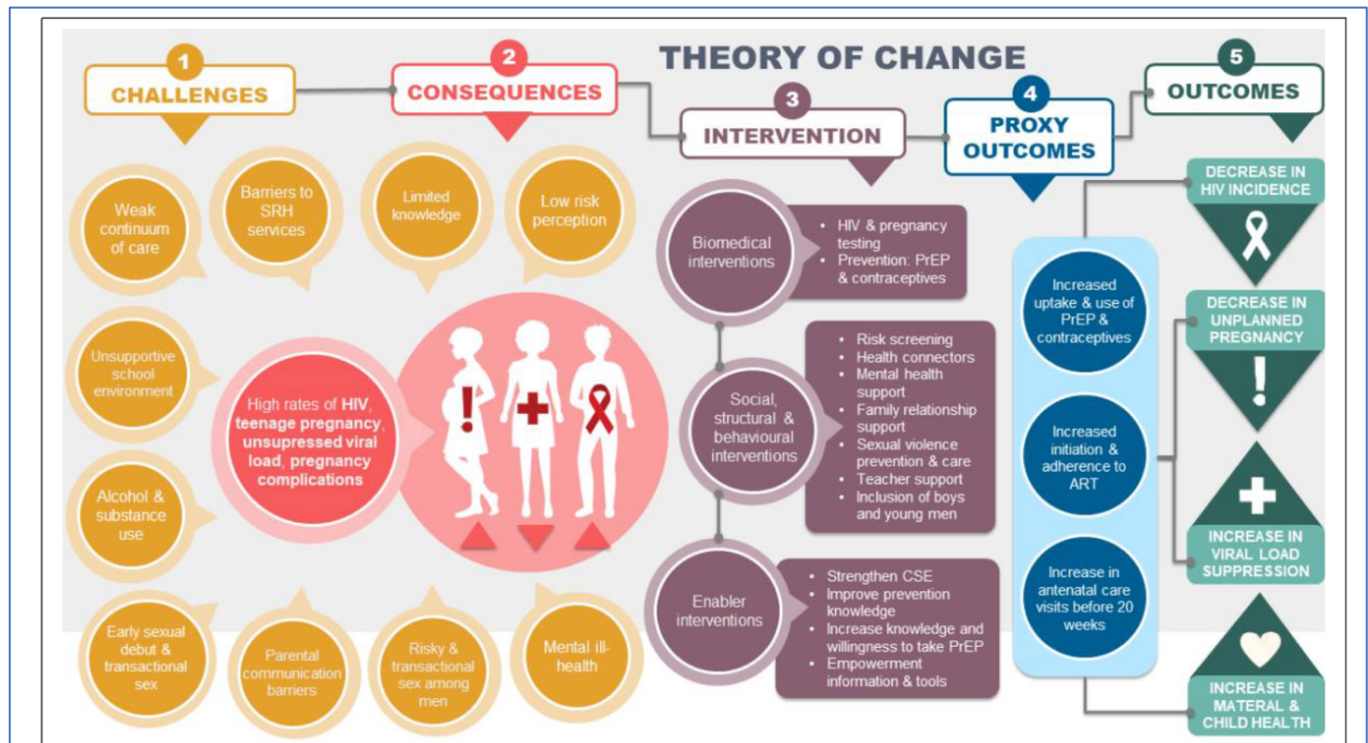 THEORY OF CHANGE
1
CHALLENGES
2
CONSEQUENCES
3
INTERVENTION
4
PROXY
OUTCOMES
5
OUTCOMES
Weak
continuum
of care
Barriers to
SRH
services
Limited
knowledge
Low risk
perception
Unsupportive
school
environment
Alcohol &
substance
use
Early sexual
debut &
transactional
sex
Parental
communication
barriers
Risky &
transactional
sex among
men
Mental ill-
health
High rates of HIV,
teenage pregnancy,
unsupressed viral
load, pregnancy
complications
!
Biomedical
interventions
• HIV & pregnancy
testing
• Prevention: PrEP
& contraceptives
Social,
structural &
behavioural
interventions
• Risk screening
• Health connectors
• Mental health
support
• Family relationship
support
• Sexual violence
prevention & care
• Teacher support
• Inclusion of boys
and young men
Enabler
interventions
• Strengthen CSE
• Improve prevention
knowledge
• Increase knowledge and
willingness to take PrEP
• Empowerment
information & tools
Increased
uptake & use of
PrEP &
contraceptives
Increased
initiation &
adherence to
ART
Increase in
antenatal care
visits before 20
weeks
DECREASE IN
HIV INCIDENCE
DECREASE IN
UNPLANNED
PREGNANCY
!
INCREASE IN
VIRAL LOAD
SUPPRESSION
INCREASE IN
MATERAL &
CHILD HEALTH